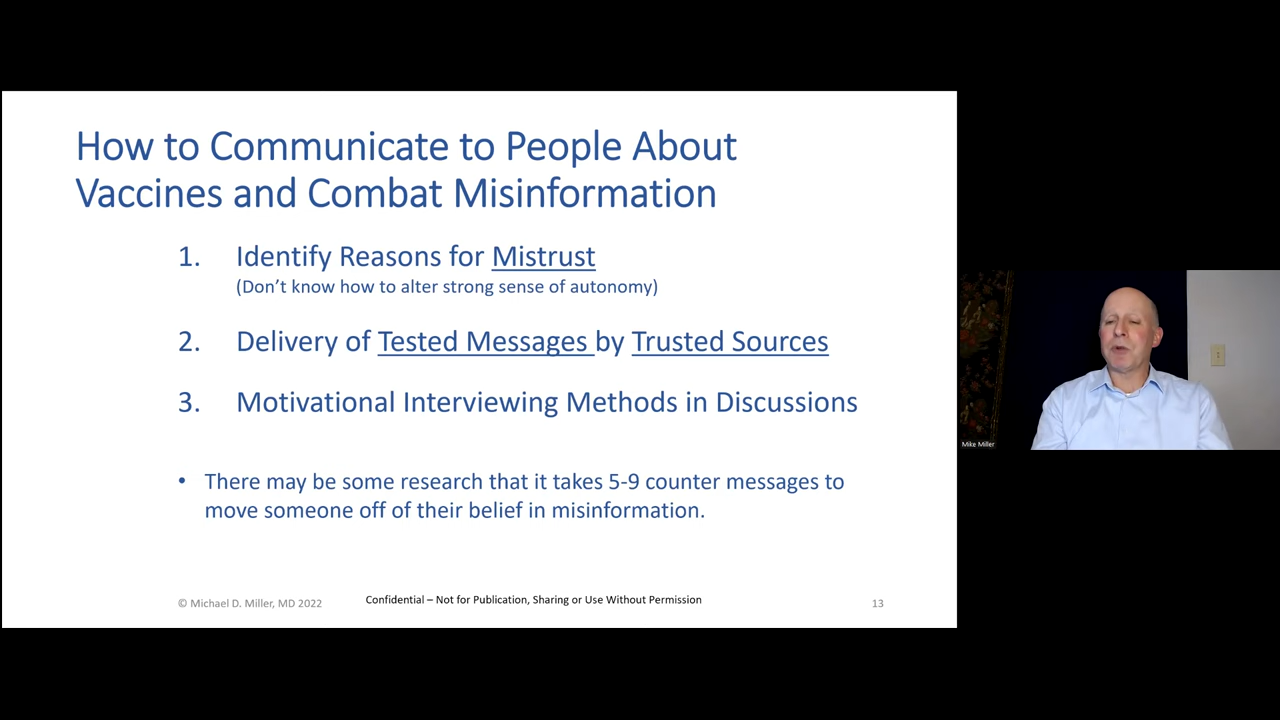 How to Communicate to People About
Vaccines and Combat Misinformation
1. Identify Reasons for Mistrust
(Don’t know how to alter strong sense of autonomy)
2. Delivery of Tested Messages by Trusted Sources
3. Motivational Interviewing Methods in Discussions
• There may be some research that it takes 5-9 counter messages to
move someone off of their belief in misinformation.
© Michael D. Miller, MD 2022
Confidential – Not for Publication, Sharing or Use Without Permission
13
Mike Miller